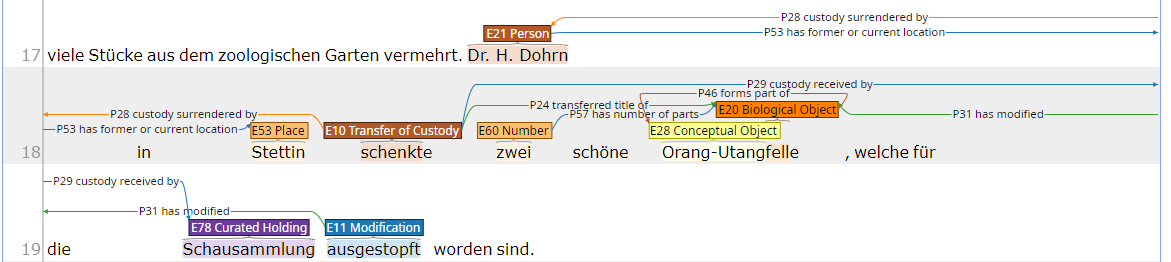 P28 custody surrendered by
E21 Person
P53 has former or current location
17 viele Stücke aus dem zoologischen Garten vermehrt. Dr. H. Dohrn
P29 custody received by
P46 forms part of
P28 custody surrendered by
P24 transferred title of
E20 Biological Object
P57 has number of parts
P31 has modified
P53 has former or current location
E53 Place
E10 Transfer of Custody
E60 Number
E28 Conceptual Object
18 in Stettin schenkte zwei schöne Orang-Utangfelle , welche für
P29 custody received by
P31 has modified
E78 Curated Holding
E11 Modification
19 die Schausammlung ausgestopft worden sind.